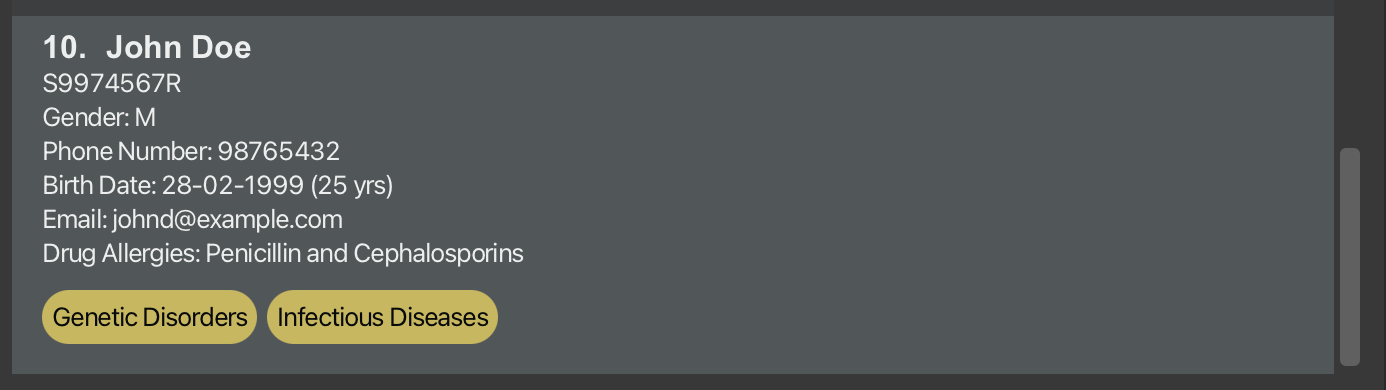 10. John Doe
S9974567R
Gender: M
Phone Number: 98765432
Birth Date: 28-02-1999 (25 yrs)
Email: johnd@example.com
Drug Allergies: Penicillin and Cephalosporins
Genetic Disorders Infectious Diseases